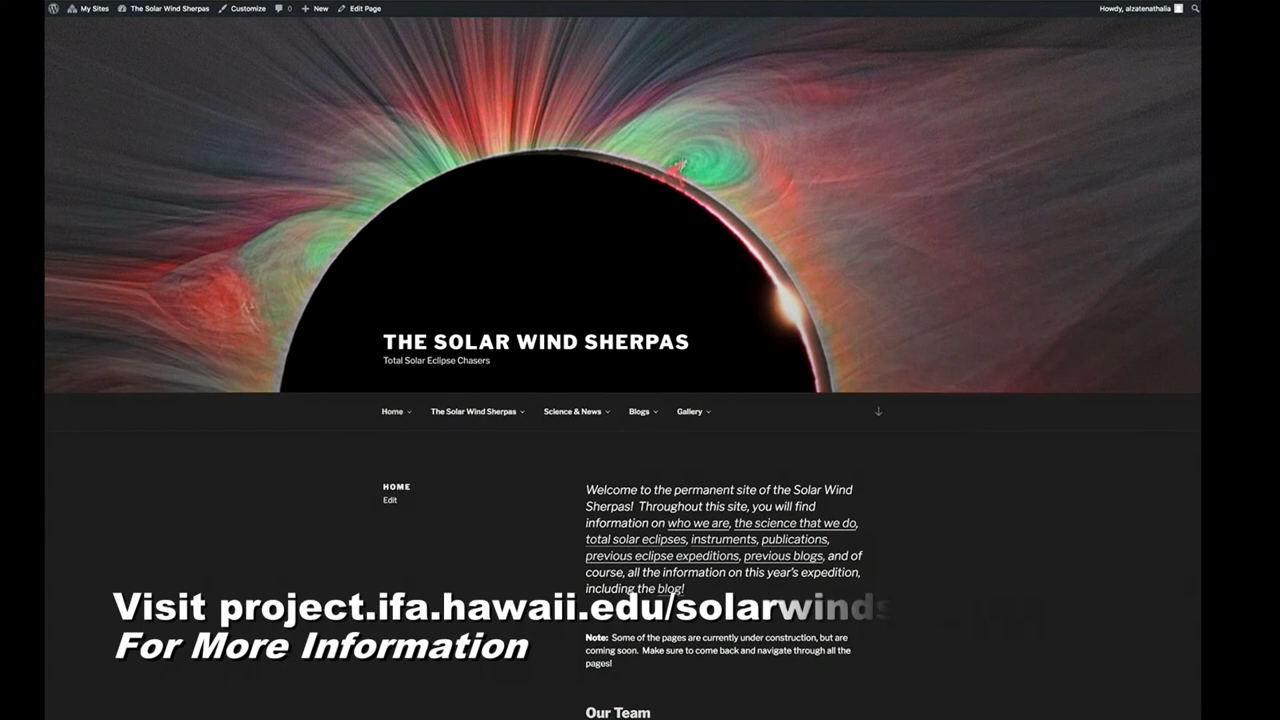 My Sites The Solar Wind Sherpas Customize 0 New Edit Page Howdy, alzatenathalia
THE SOLAR WIND SHERPAS
Total Solar Eclipse Chasers
Home The Solar Wind Sherpas Science & News Blogs Gallery
HOME
Edit
Welcome to the permanent site of the Solar Wind
Sherpas! Throughout this site, you will find
information on who we are, the science that we do,
total solar eclipses, instruments, publications,
previous eclipse expeditions, previous blogs, and of
course, all the information on this year's expedition,
including the blog!
Visit project.ifa.hawaii.edu/solarwinds
For More Information
Note: Some of the pages are currently under construction, but are
coming soon. Make sure to come back and navigate through all the
pages!
Our Team